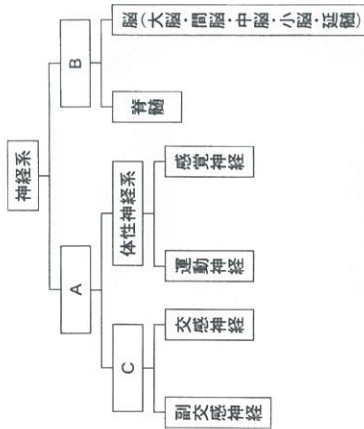 神経系
A
B
C
体性神経系
脊髄
脳(大脳・間脳・中脳・小脳・延髄)
副交感神経
交感神経
運動神経
感覚神経